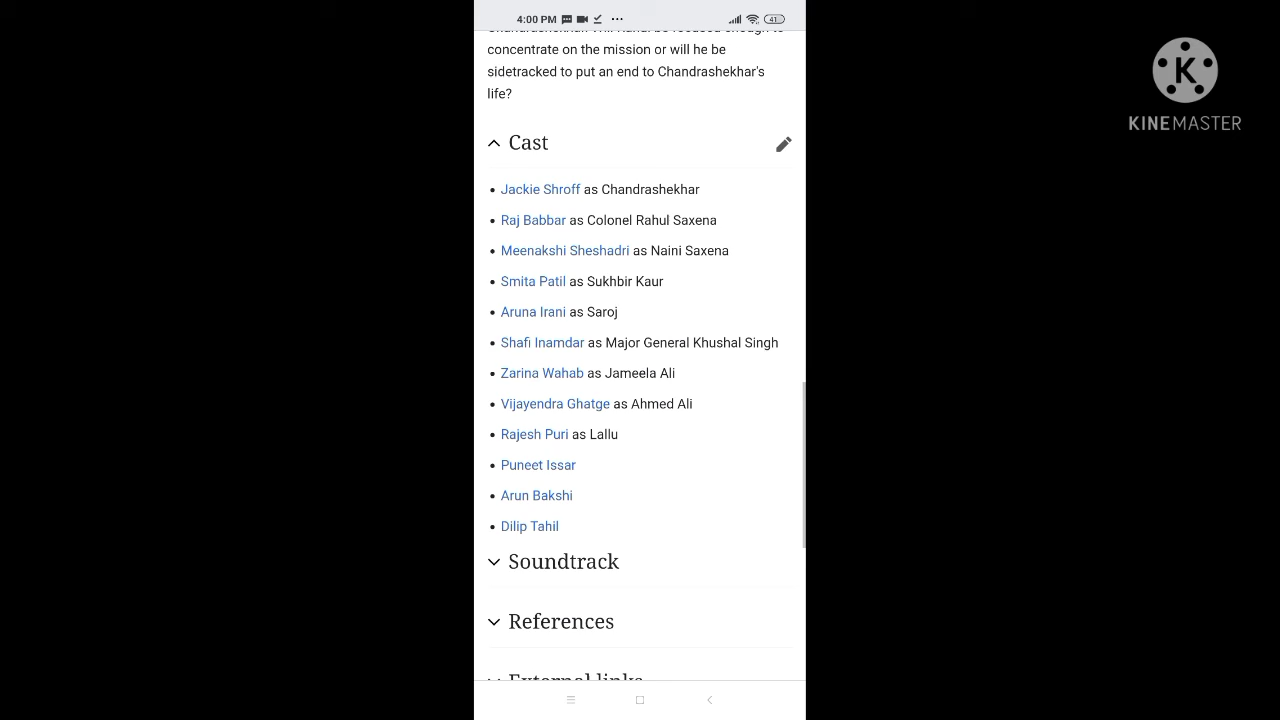 4:00 PM
41
concentrate on the mission or will he be
sidetracked to put an end to Chandrashekhar's
life?
Cast
• Jackie Shroff as Chandrashekhar
• Raj Babbar as Colonel Rahul Saxena
• Meenakshi Sheshadri as Naini Saxena
• Smita Patil as Sukhbir Kaur
• Aruna Irani as Saroj
• Shafi Inamdar as Major General Khushal Singh
• Zarina Wahab as Jameela Ali
• Vijayendra Ghatge as Ahmed Ali
• Rajesh Puri as Lallu
• Puneet Issar
• Arun Bakshi
• Dilip Tahil
Soundtrack
References
External links
K
KINEMASTER